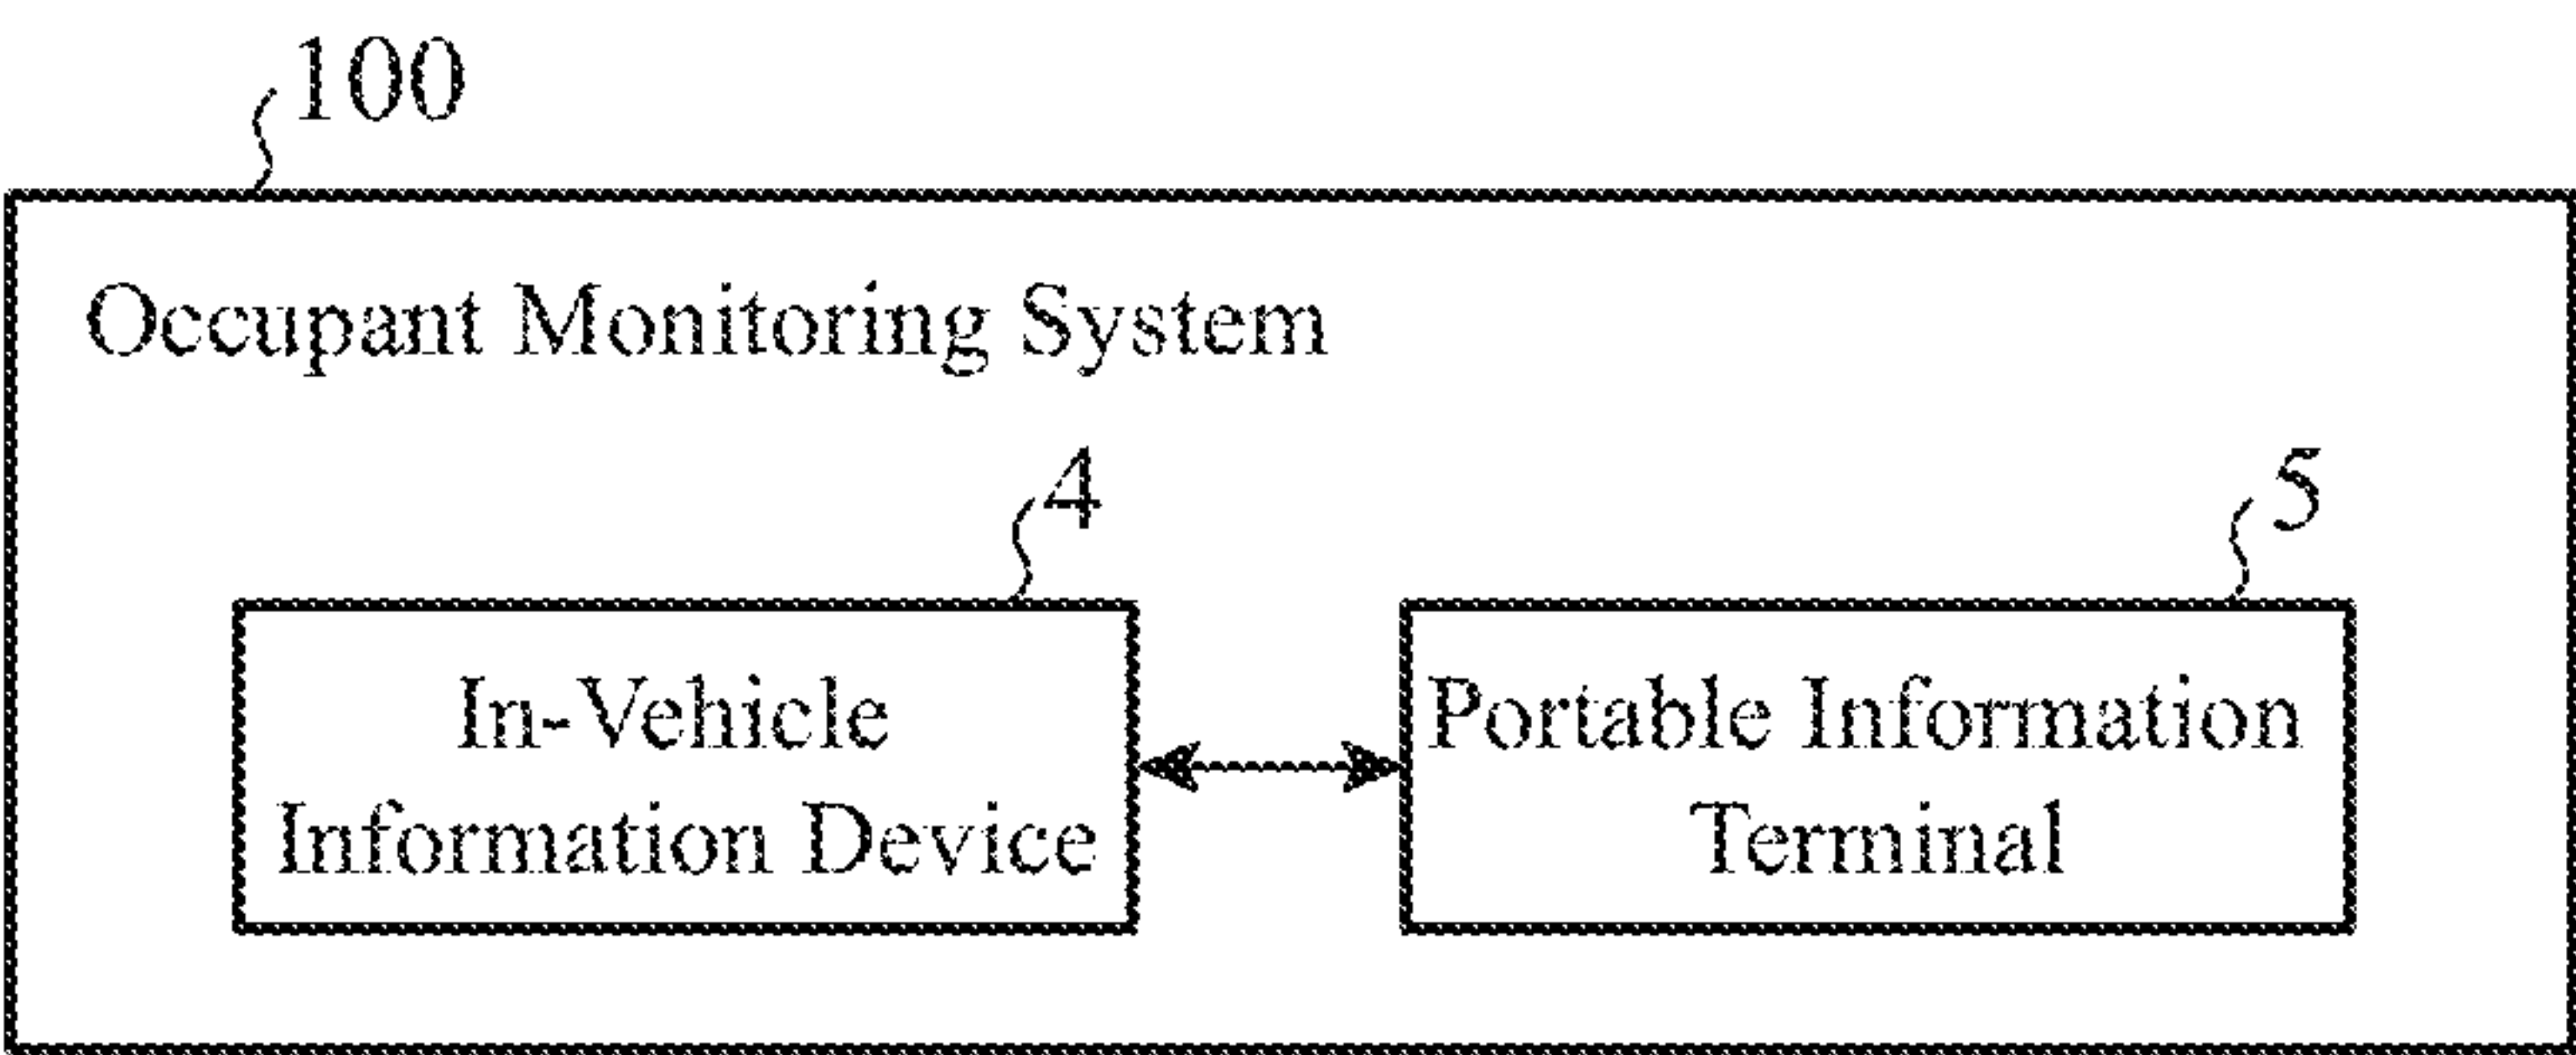 100
Occupant Monitoring System
4
5
In-Vehicle
Information Device
Portable Information
Terminal